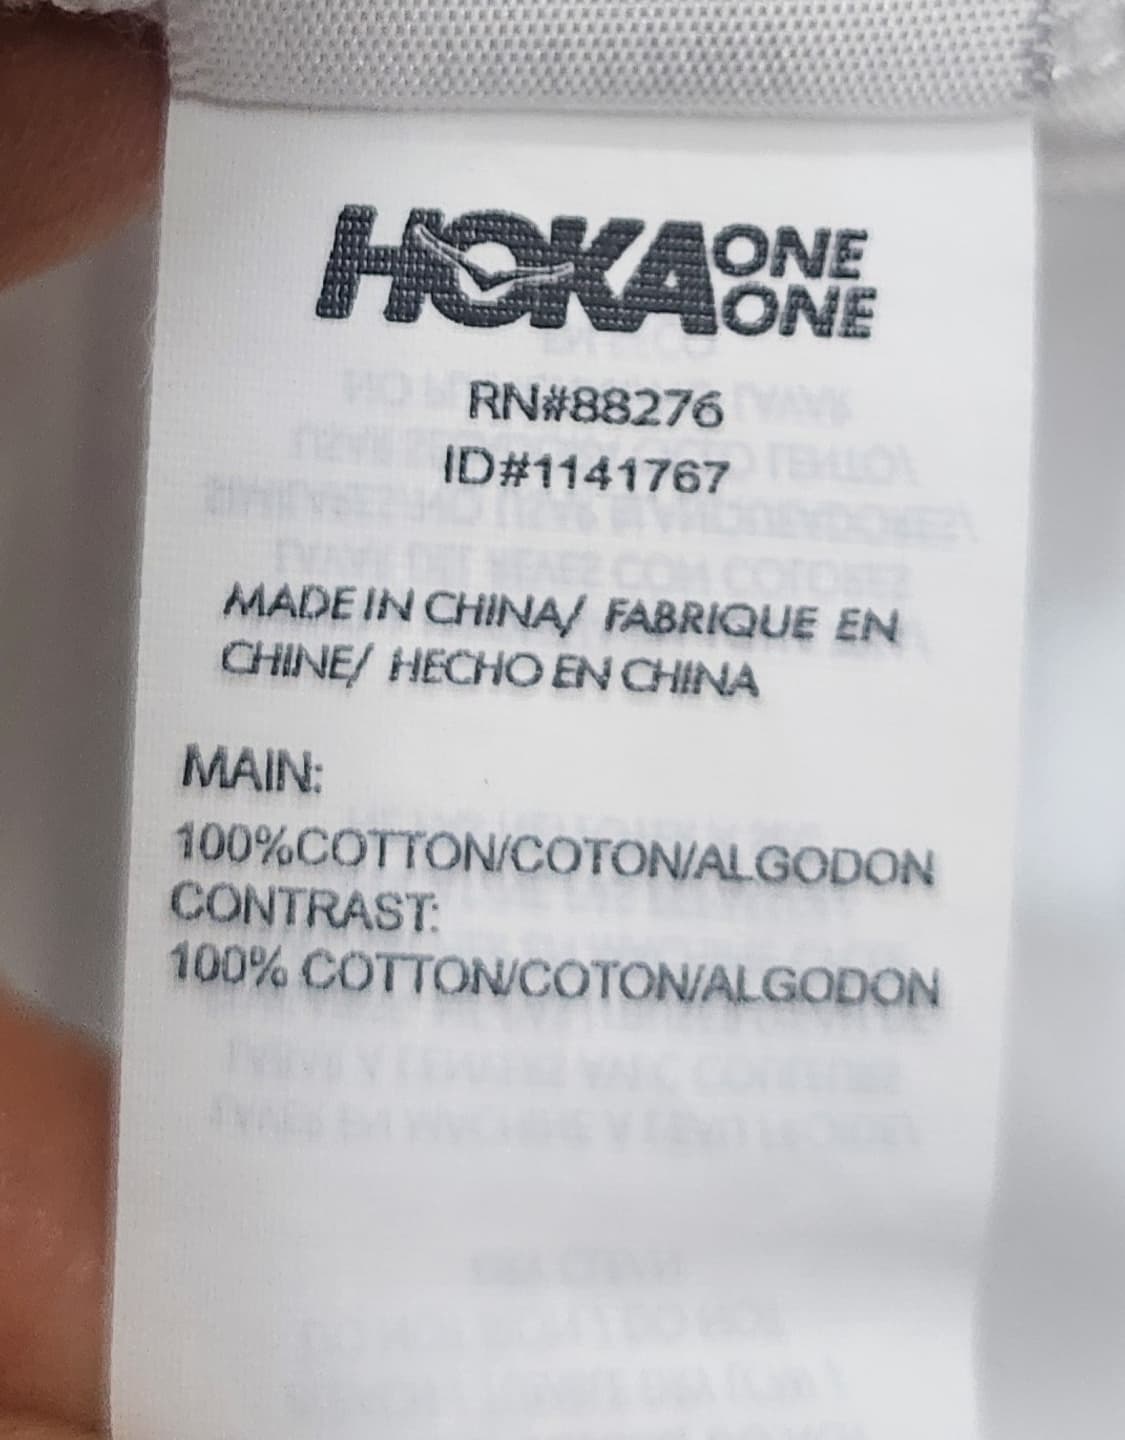 HOKA ONE ONE
RN#88276
ID#1141767
MADE IN CHINA/ FABRIQUE EN
CHINE/ HECHO EN CHINA
MAIN:
100%COTTON/COTON/ALGODON
CONTRAST:
100% COTTON/COTON/ALGODON